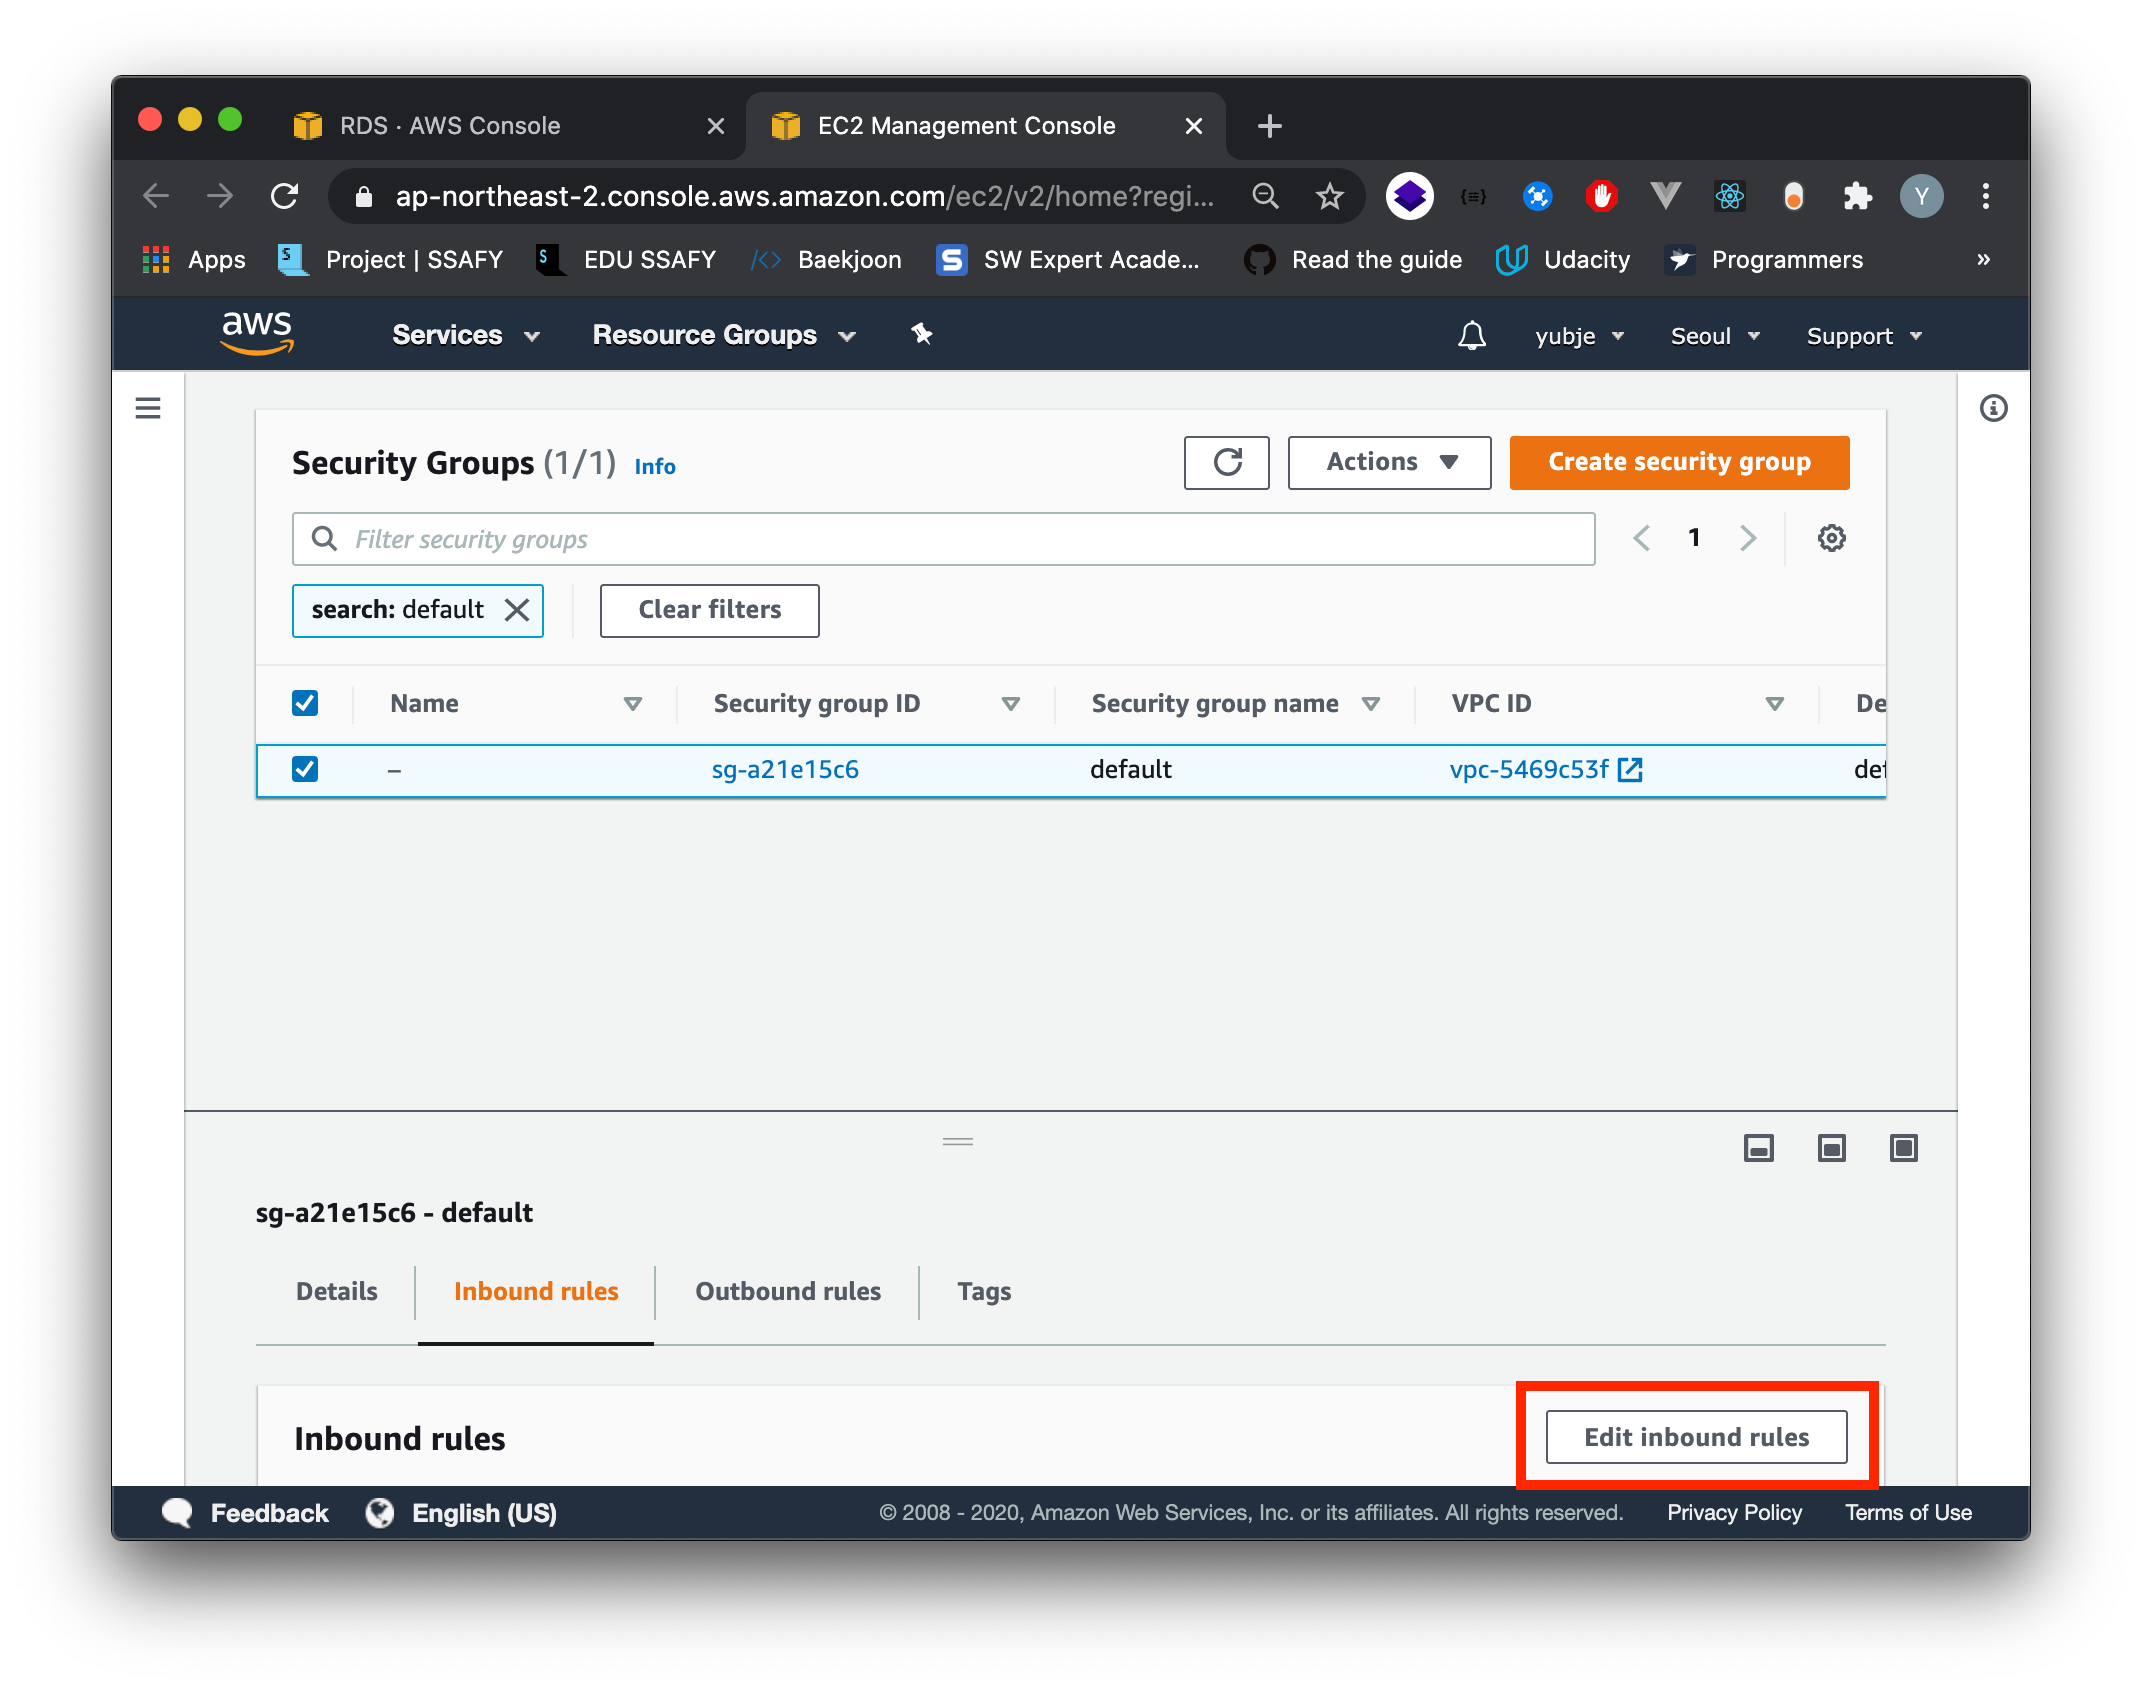 RDS · AWS Console
EC2 Management Console
ap-northeast-2.console.aws.amazon.com/ec2/v2/home?regi...
Y
Apps
Project | SSAFY
EDU SSAFY
Baekjoon
SW Expert Acade...
Read the guide
Udacity
Programmers
»
aws
Services
Resource Groups
yubje
Seoul
Support
Security Groups (1/1) Info
Actions
Create security group
Filter security groups
1
search: default
Clear filters
Name
Security group ID
Security group name
VPC ID
De
–
sg-a21e15c6
default
vpc-5469c53f
def
sg-a21e15c6 - default
Details
Inbound rules
Outbound rules
Tags
Inbound rules
Edit inbound rules
Feedback
English (US)
© 2008 - 2020, Amazon Web Services, Inc. or its affiliates. All rights reserved.
Privacy Policy
Terms of Use